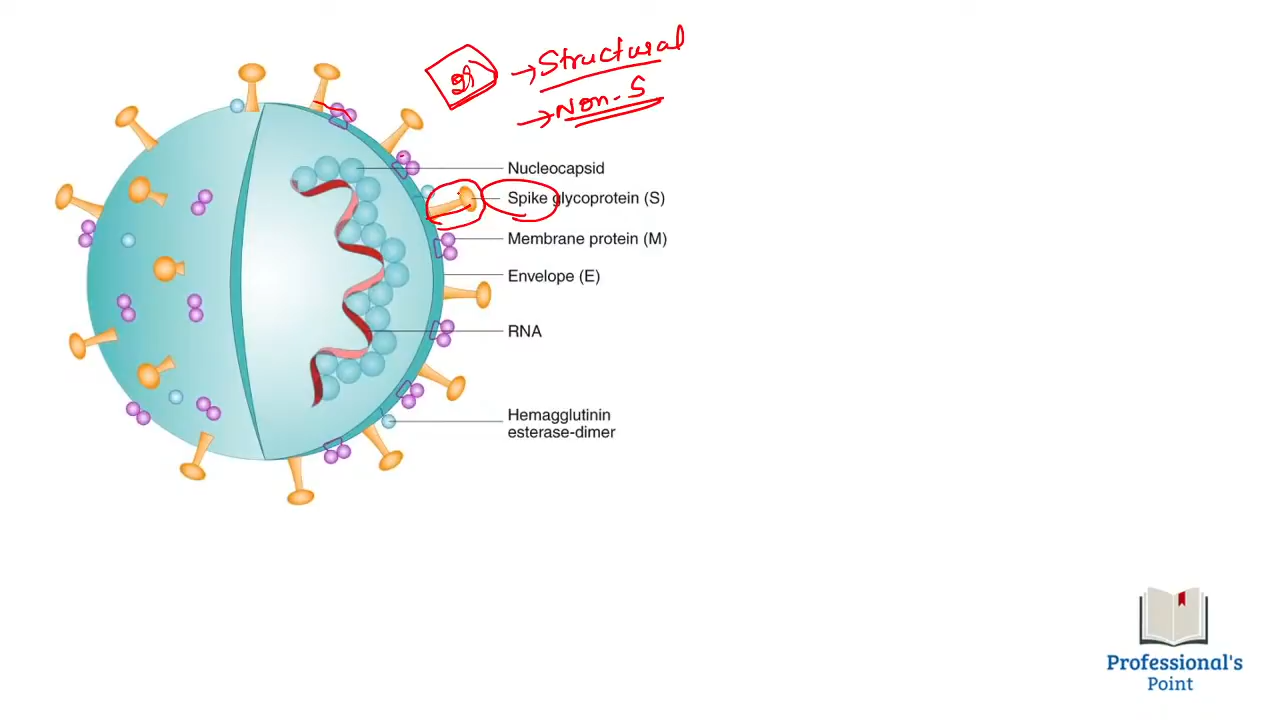 → Structural
→ Non-S
Nucleocapsid
Spike glycoprotein (S)
Membrane protein (M)
Envelope (E)
RNA
Hemagglutinin
esterase-dimer
Professional's
Point